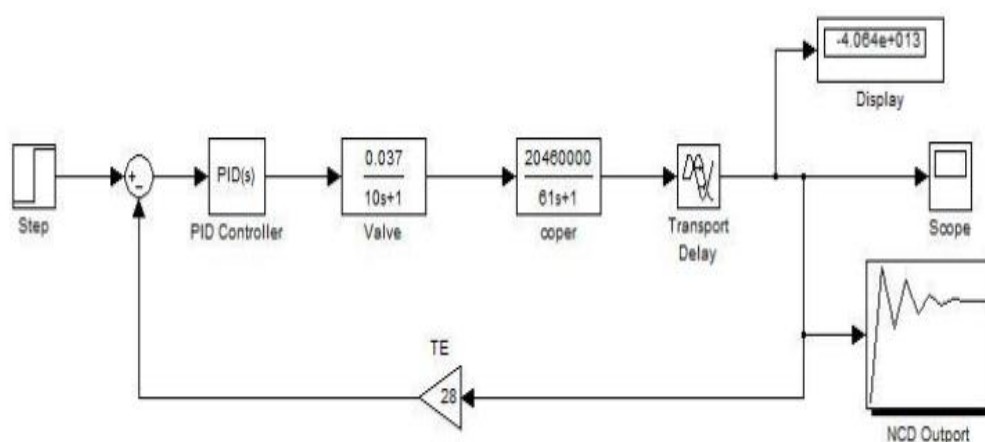 -4.064e+013
Display
Step
+
−
PID(s)
PID Controller
0.037
10s+1
Valve
20460000
61s+1
coper
Transport
Delay
Scope
TE
28
NCD Outport